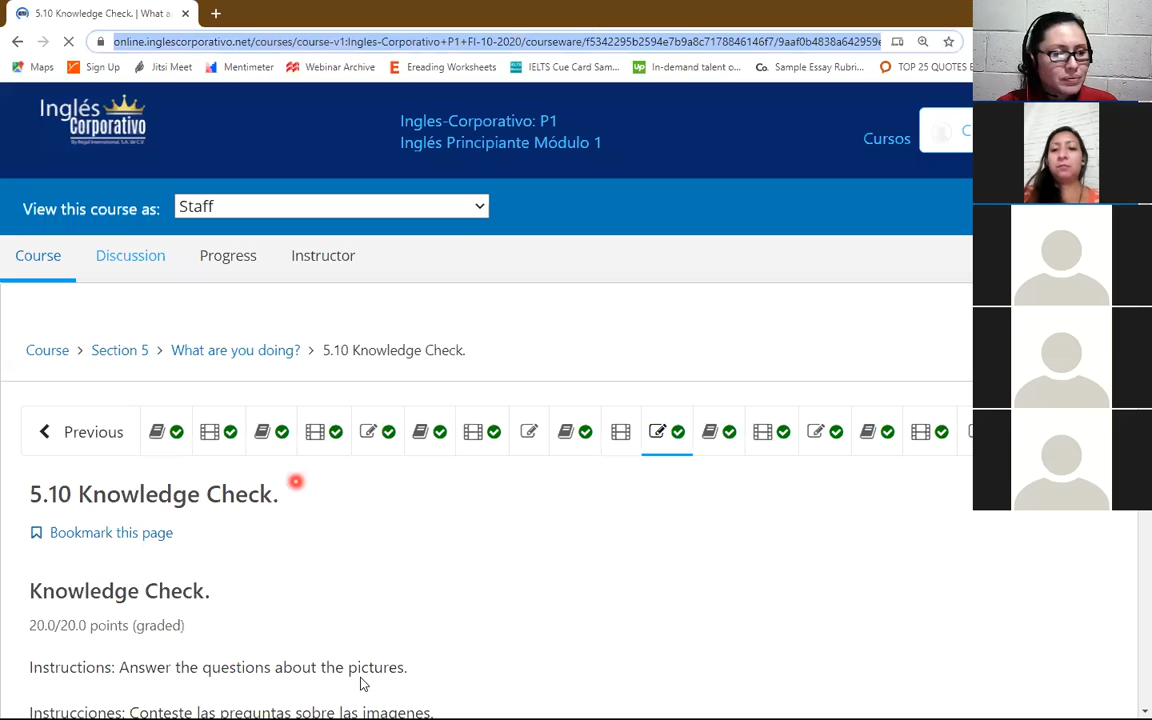 5.10 Knowledge Check. | What a
online.inglescorporativo.net/courses/course-v1:Ingles-Corporativo+P1+FI-10-2020/courseware/f5342295b2594e7b9a8c7178846146f7/9aaf0b4838a642959e
Maps
Sign Up
Jitsi Meet
Mentimeter
Webinar Archive
Ereading Worksheets
IELTS Cue Card Sam...
In-demand talent o...
Sample Essay Rubri...
TOP 25 QUOTES
Inglés
Corporativo
Ingles-Corporativo: P1
Inglés Principiante Módulo 1
Cursos
View this course as:
Staff
Course
Discussion
Progress
Instructor
Course > Section 5 > What are you doing? > 5.10 Knowledge Check.
Previous
5.10 Knowledge Check.
Bookmark this page
Knowledge Check.
20.0/20.0 points (graded)
Instructions: Answer the questions about the pictures.
Instrucciones: Conteste las preguntas sobre las imagenes.